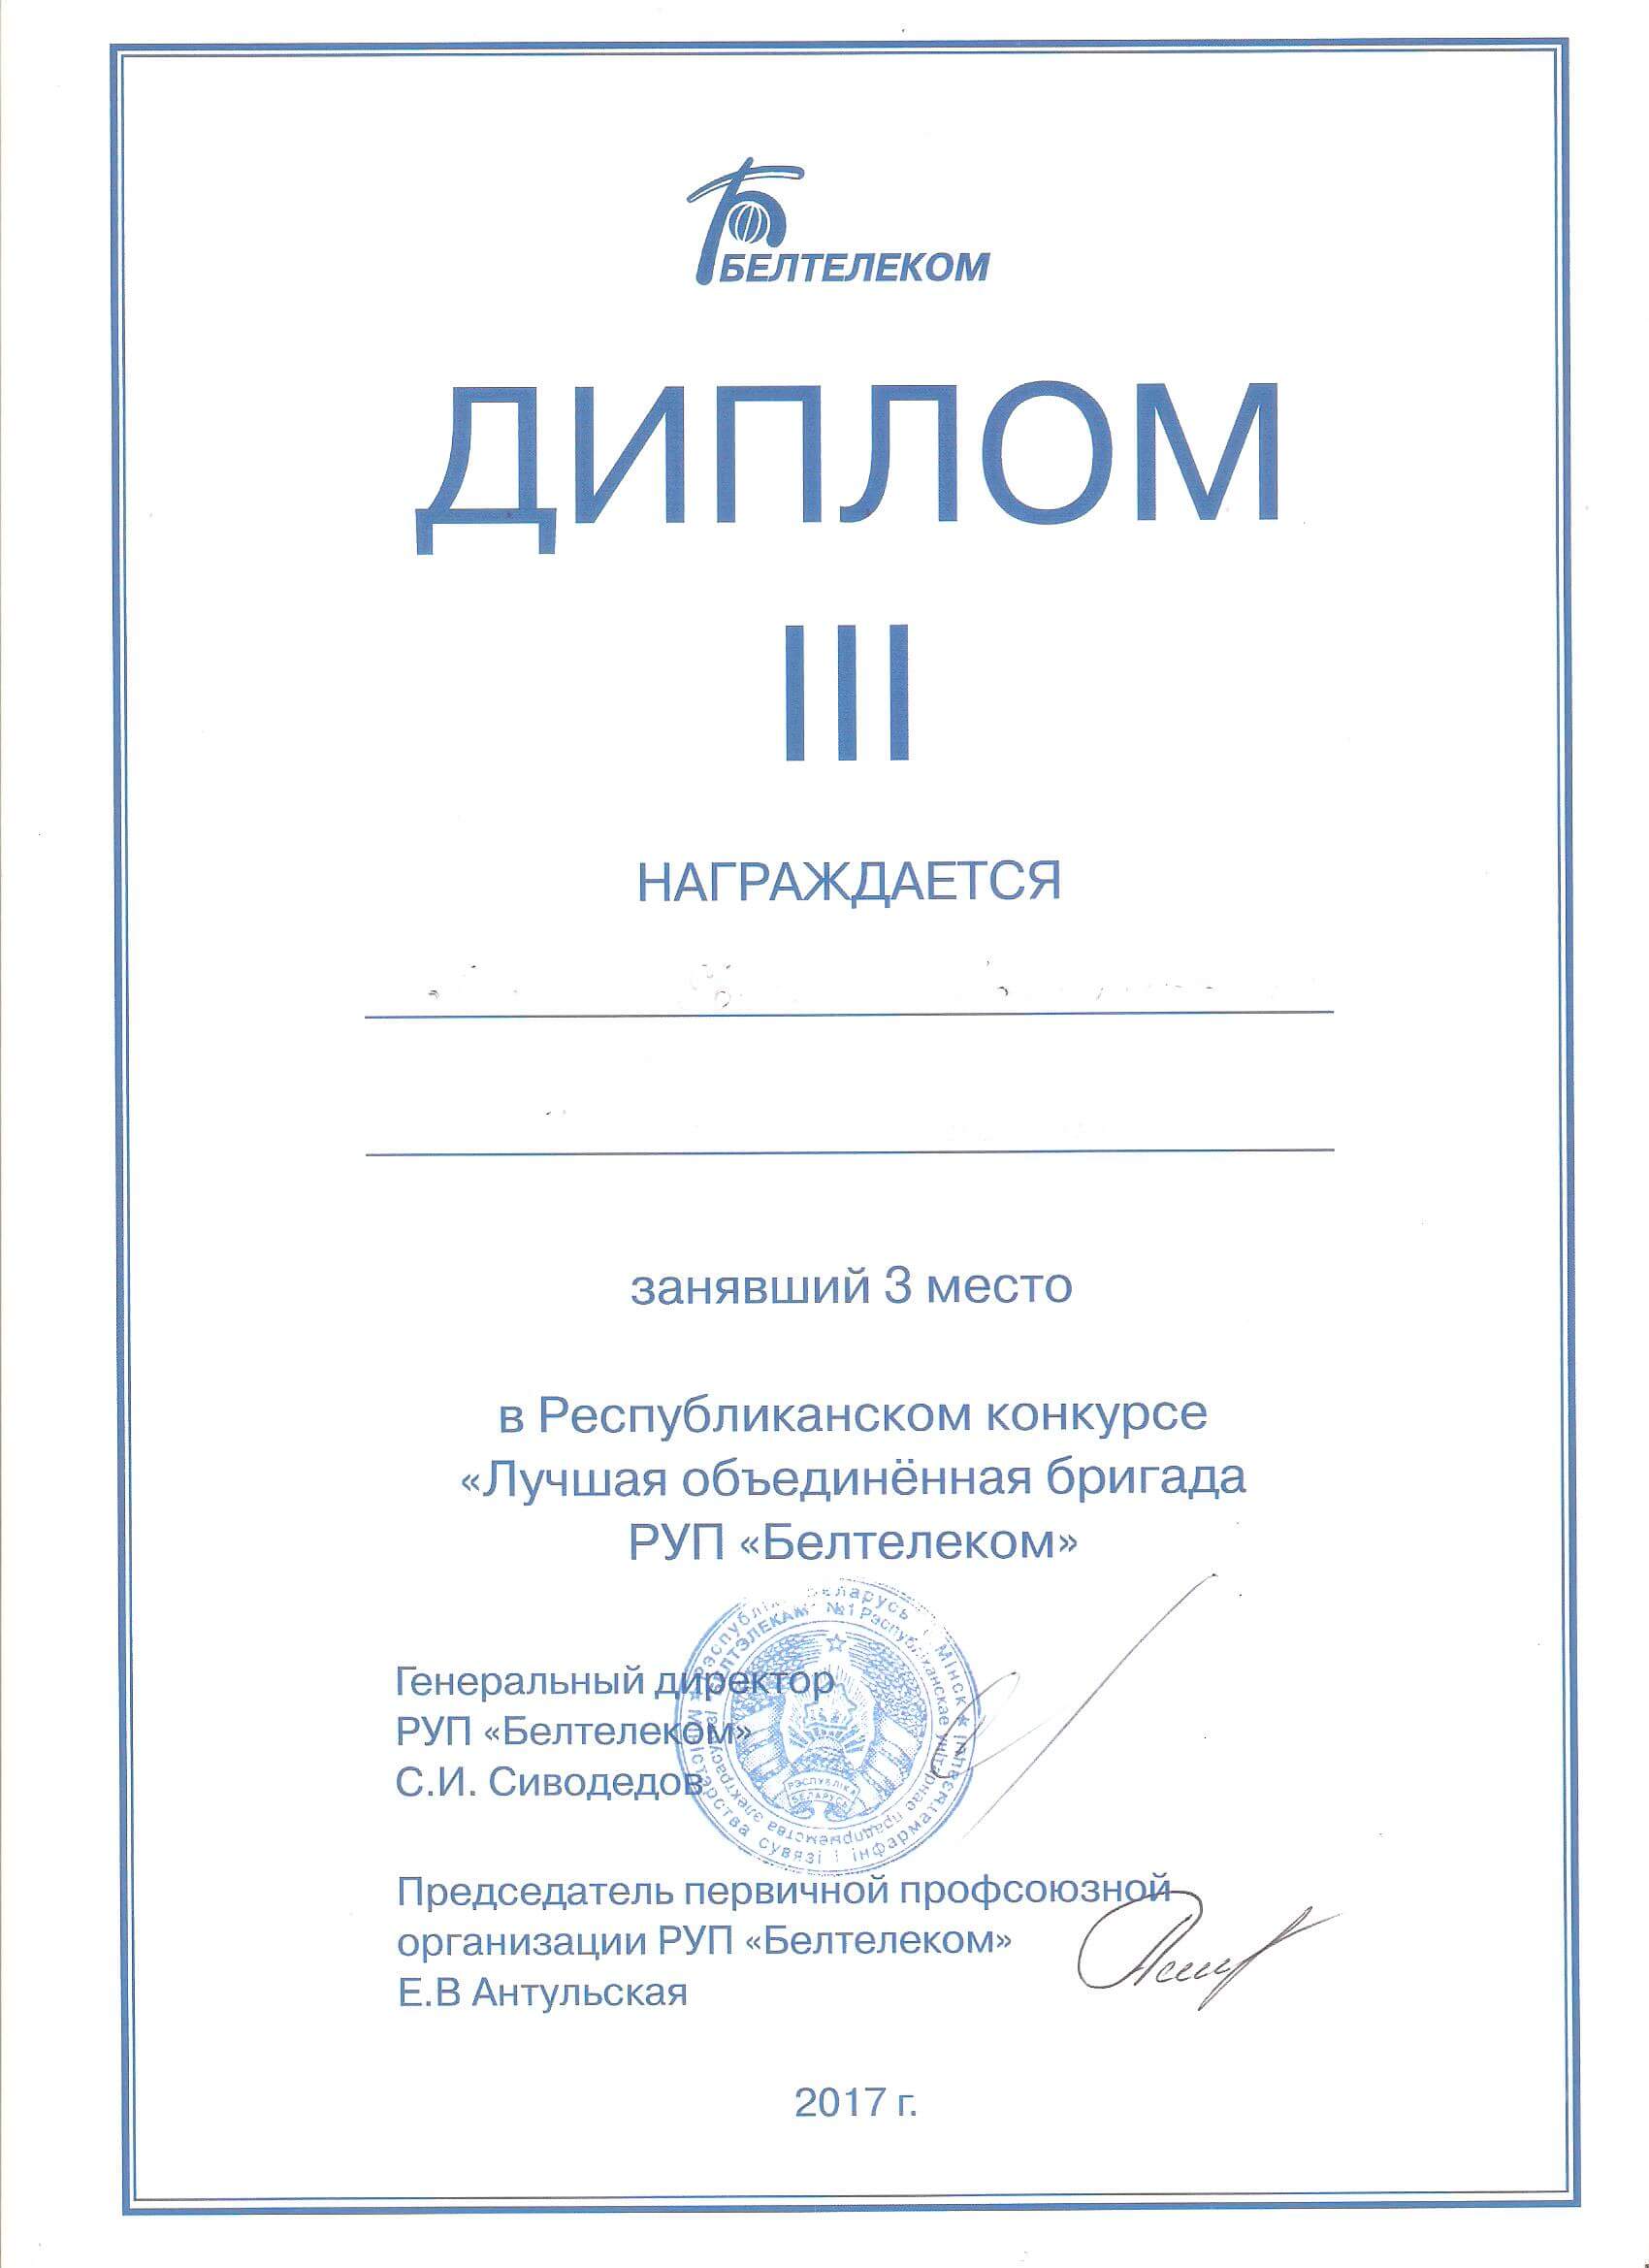 БЕЛТЕЛЕКОМ
ДИПЛОМ
III
НАГРАЖДАЕТСЯ
занявший 3 место
в Республиканском конкурсе
«Лучшая объединённая бригада
РУП «Белтелеком»
Генеральный директор
РУП «Белтелеком»
С.И. Сиводедов
Рэспубліка Беларусь г. Мінск ★ Міністэрства сувязі і інфарматызацыі
БЕЛТЭЛЕКАМ №1 Рэспубліканскае унітарнае прадпрыемства электрасувязі
РЭСПУБЛІКА
БЕЛАРУСЬ
Председатель первичной профсоюзной
организации РУП «Белтелеком»
Е.В Антульская
2017 г.